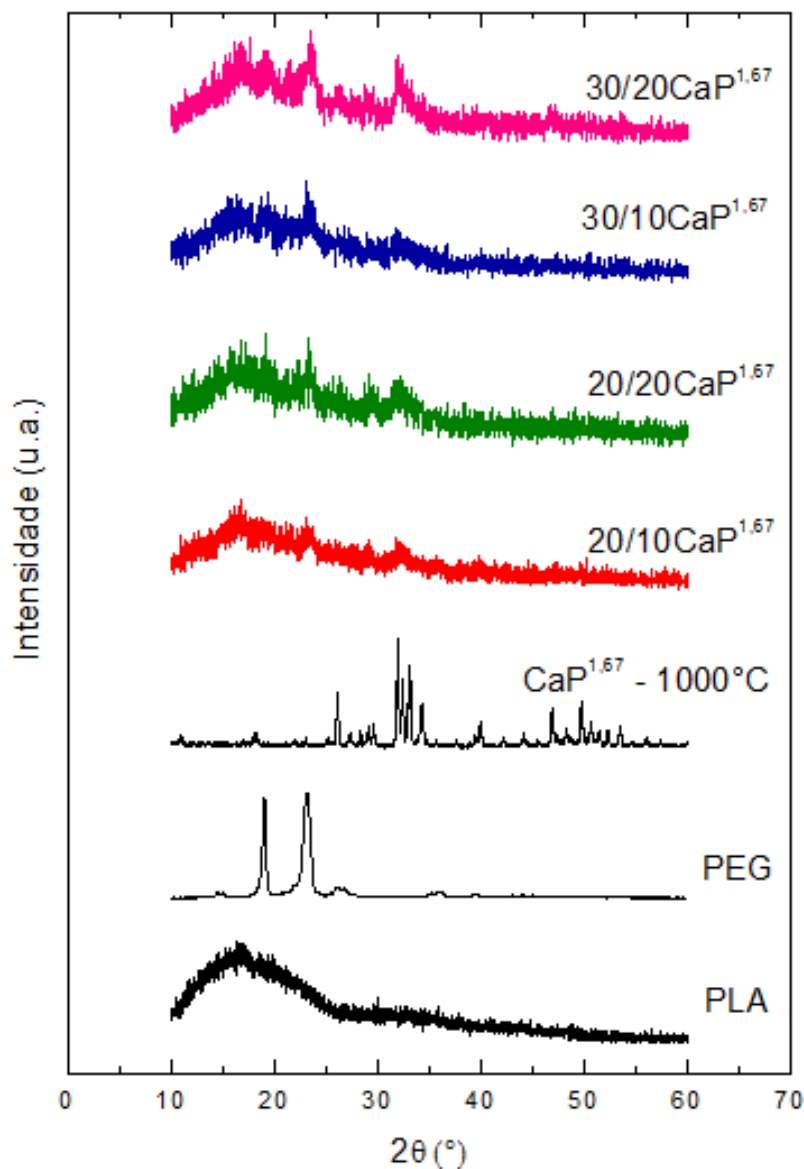 30/20CaP1,67
30/10CaP1,67
20/20CaP1,67
20/10CaP1,67
CaP1,67 - 1000°C
PEG
PLA
Intensidade (u.a.)
0 10 20 30 40 50 60 70
2θ (°)